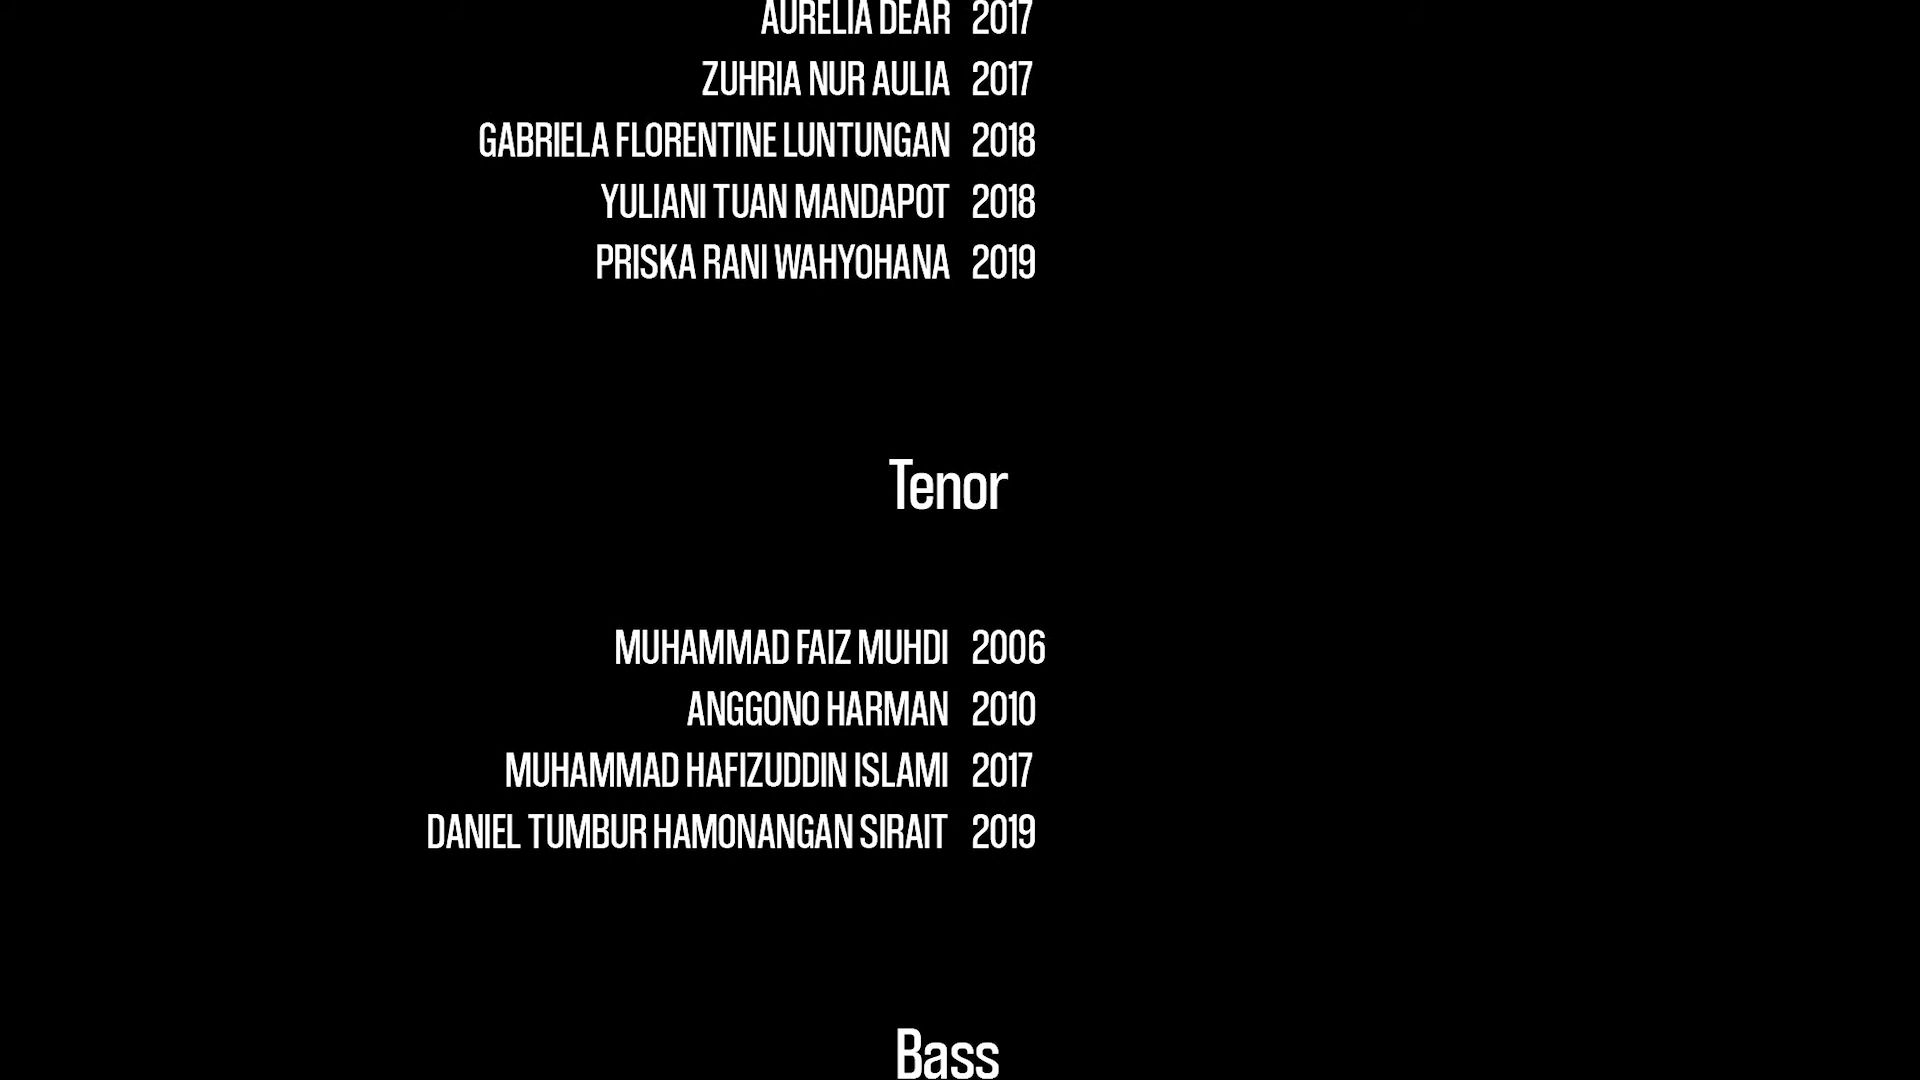 AURELIA DEAR 2017
ZUHRIA NUR AULIA 2017
GABRIELA FLORENTINE LUNTUNGAN 2018
YULIANI TUAN MANDAPOT 2018
PRISKA RANI WAHYOHANA 2019
Tenor
MUHAMMAD FAIZ MUHDI 2006
ANGGONO HARMAN 2010
MUHAMMAD HAFIZUDDIN ISLAMI 2017
DANIEL TUMBUR HAMONANGAN SIRAIT 2019
Bass